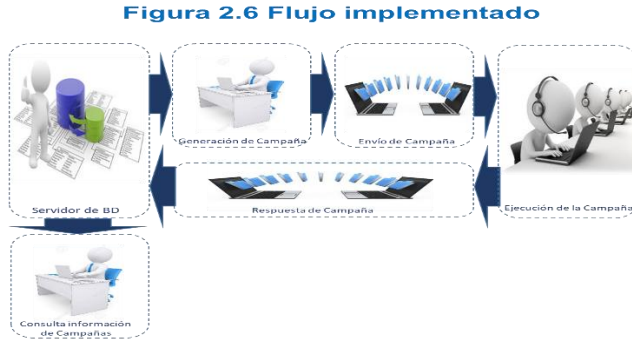 Figura 2.6 Flujo implementado
Generación de Campaña
Envío de Campaña
Servidor de BD
Respuesta de Campaña
Ejecución de la Campaña
Consulta información
de Campañas